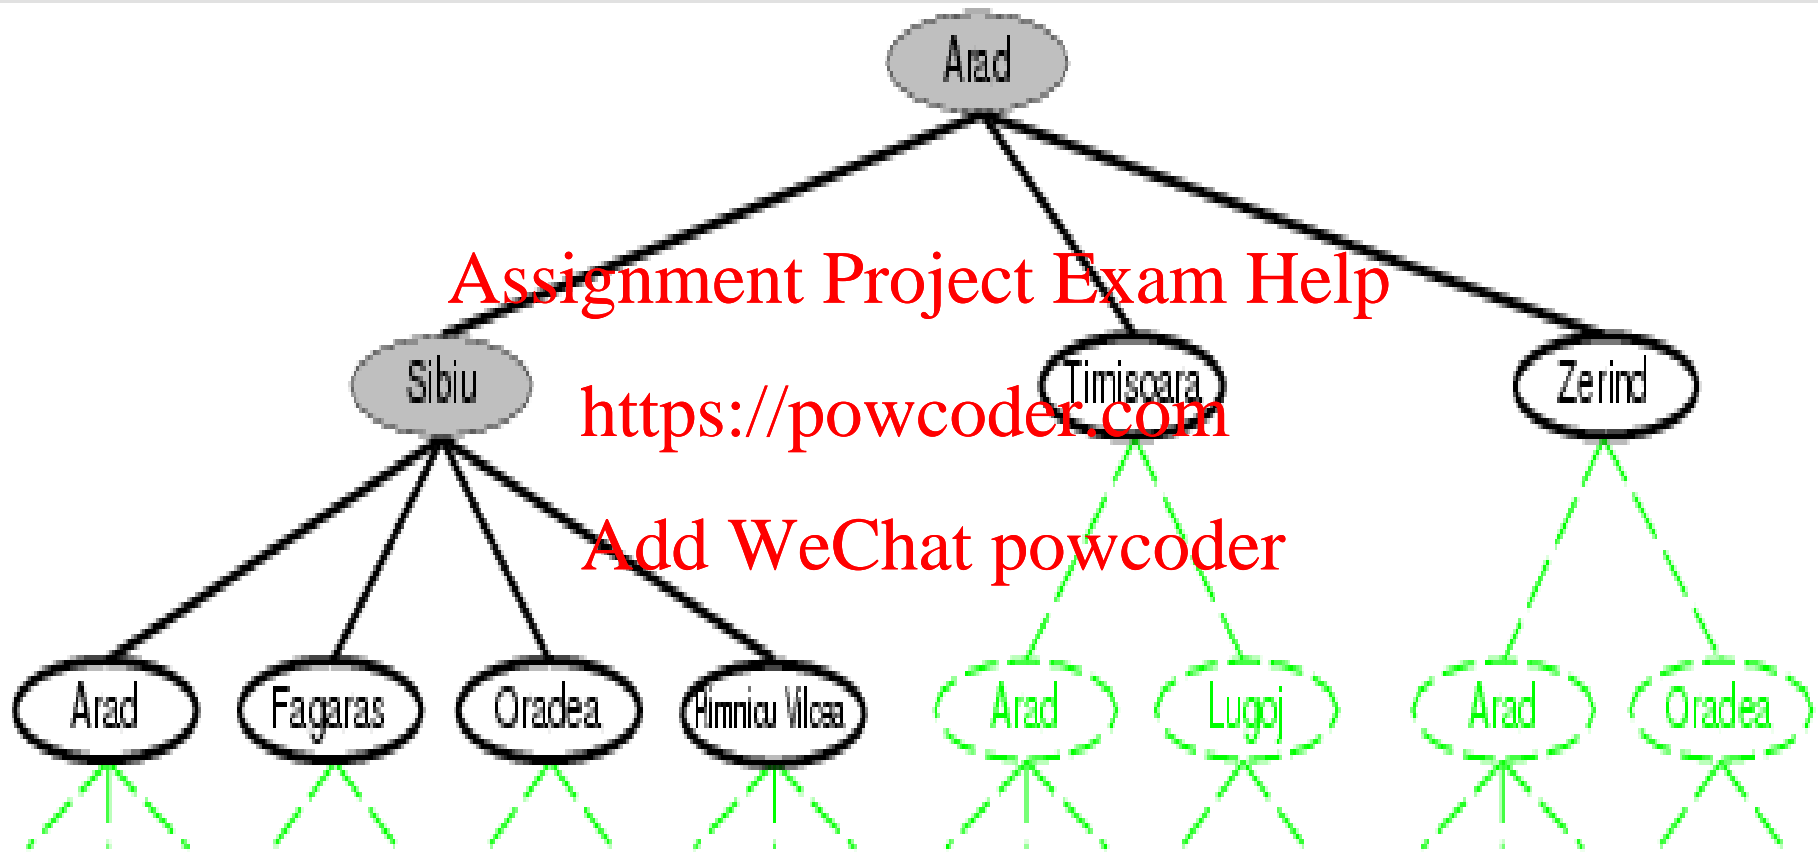 Arad
Assignment Project Exam Help
Sibiu Timisoara Zerind
https://powcoder.com
Add WeChat powcoder
Arad Fagaras Oradea Rimnicu Vilcea Arad Lugoj Arad Oradea